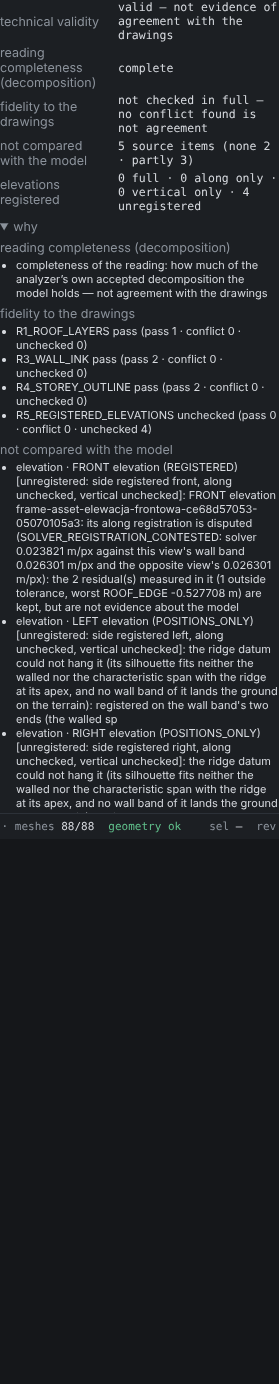 technical validity
valid — not evidence of
agreement with the
drawings
reading
completeness
(decomposition)
complete
fidelity to the
drawings
not checked in full —
no conflict found is
not agreement
not compared
with the model
5 source items (none 2
· partly 3)
elevations
registered
0 full · 0 along only ·
0 vertical only · 4
unregistered
▼ why
reading completeness (decomposition)
• completeness of the reading: how much of the
analyzer's own accepted decomposition the
model holds — not agreement with the drawings
fidelity to the drawings
• R1_ROOF_LAYERS pass (pass 1 · conflict 0 ·
unchecked 0)
• R3_WALL_INK pass (pass 2 · conflict 0 ·
unchecked 0)
• R4_STOREY_OUTLINE pass (pass 2 · conflict 0 ·
unchecked 0)
• R5_REGISTERED_ELEVATIONS unchecked (pass 0
· conflict 0 · unchecked 4)
not compared with the model
• elevation · FRONT elevation (REGISTERED)
[unregistered: side registered front, along
unchecked, vertical unchecked]: FRONT elevation
frame-asset-elewacja-frontowa-ce68d57053-
05070105a3: its along registration is disputed
(SOLVER_REGISTRATION_CONTESTED: solver
0.023821 m/px against this view's wall band
0.026301 m/px and the opposite view's 0.026301
m/px): the 2 residual(s) measured in it (1 outside
tolerance, worst ROOF_EDGE -0.527708 m) are
kept, but are not evidence about the model
• elevation · LEFT elevation (POSITIONS_ONLY)
[unregistered: side registered left, along
unchecked, vertical unchecked]: the ridge datum
could not hang it (its silhouette fits neither the
walled nor the characteristic span with the ridge
at its apex, and no wall band of it lands the ground
on the terrain): registered on the wall band's two
ends (the walled sp
• elevation · RIGHT elevation (POSITIONS_ONLY)
[unregistered: side registered right, along
unchecked, vertical unchecked]: the ridge datum
could not hang it (its silhouette fits neither the
walled nor the characteristic span with the ridge
at its apex, and no wall band of it lands the ground
· meshes 88/88 geometry ok sel — rev